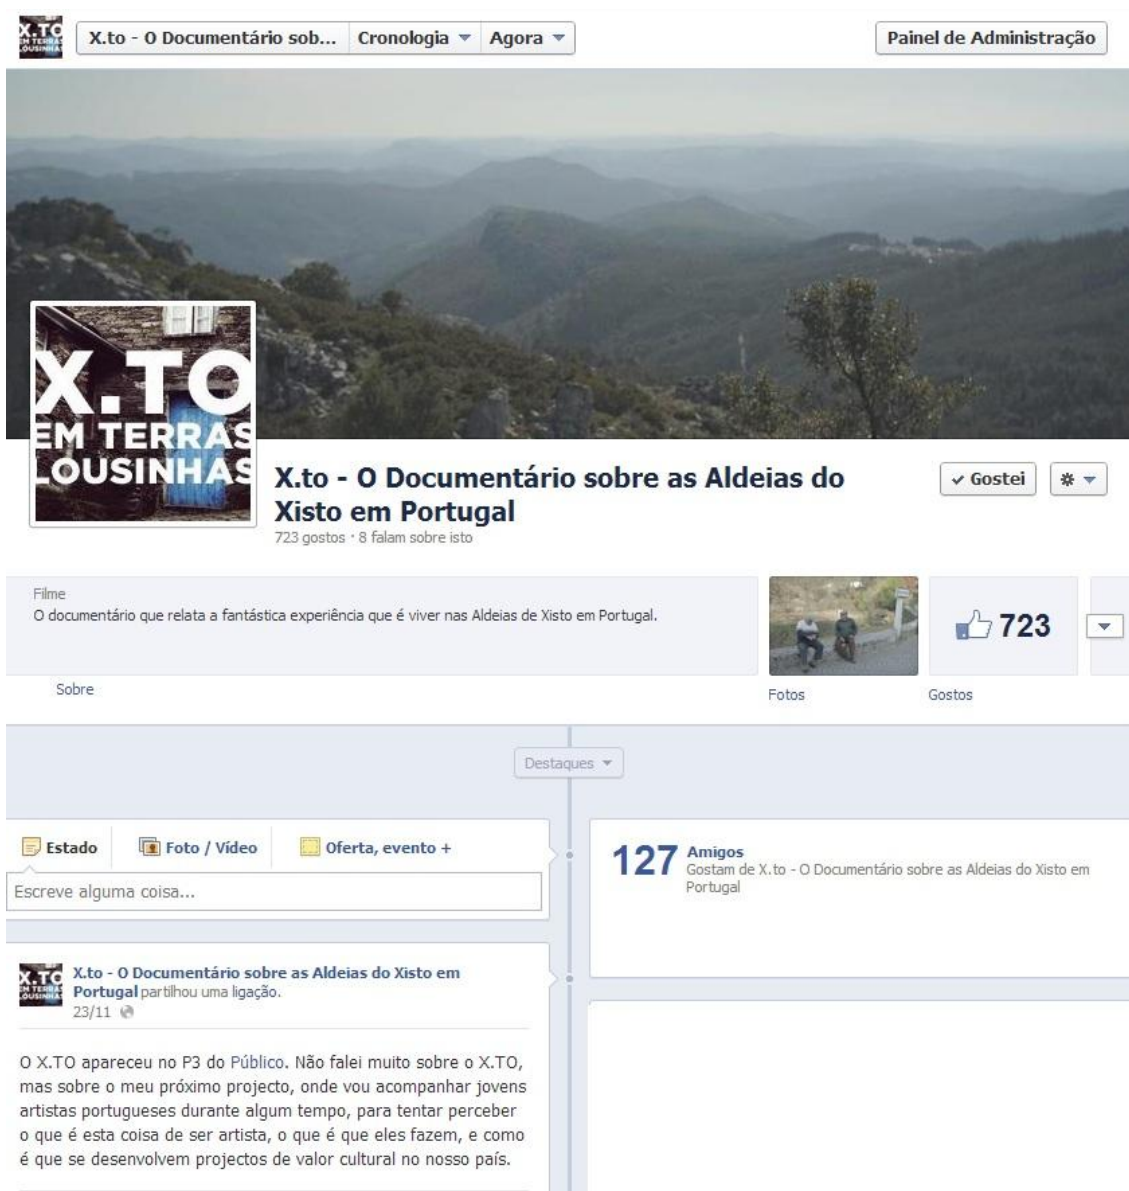 X.TO
EM TERRAS
LOUSINHAS
X.to - O Documentário sob... Cronologia Agora
Painel de Administração
X.TO
EM TERRAS
LOUSINHAS
X.to - O Documentário sobre as Aldeias do
Xisto em Portugal
723 gostos · 8 falam sobre isto
✓ Gostei
Filme
O documentário que relata a fantástica experiência que é viver nas Aldeias de Xisto em Portugal.
723
Sobre
Fotos
Gostos
Destaques
Estado Foto / Vídeo Oferta, evento +
Escreve alguma coisa...
127 Amigos
Gostam de X.to - O Documentário sobre as Aldeias do Xisto em
Portugal
X.TO
EM TERRAS
LOUSINHAS
X.to - O Documentário sobre as Aldeias do Xisto em
Portugal partilhou uma ligação.
23/11
O X.TO apareceu no P3 do Público. Não falei muito sobre o X.TO,
mas sobre o meu próximo projecto, onde vou acompanhar jovens
artistas portugueses durante algum tempo, para tentar perceber
o que é esta coisa de ser artista, o que é que eles fazem, e como
é que se desenvolvem projectos de valor cultural no nosso país.